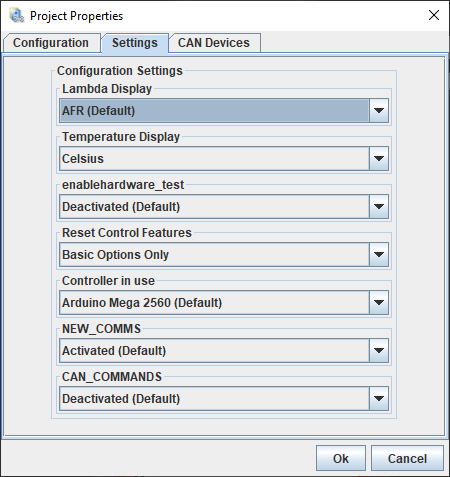 Project Properties
Configuration Settings CAN Devices
Configuration Settings
Lambda Display
AFR (Default)
Temperature Display
Celsius
enablehardware_test
Deactivated (Default)
Reset Control Features
Basic Options Only
Controller in use
Arduino Mega 2560 (Default)
NEW_COMMS
Activated (Default)
CAN_COMMANDS
Deactivated (Default)
Ok Cancel